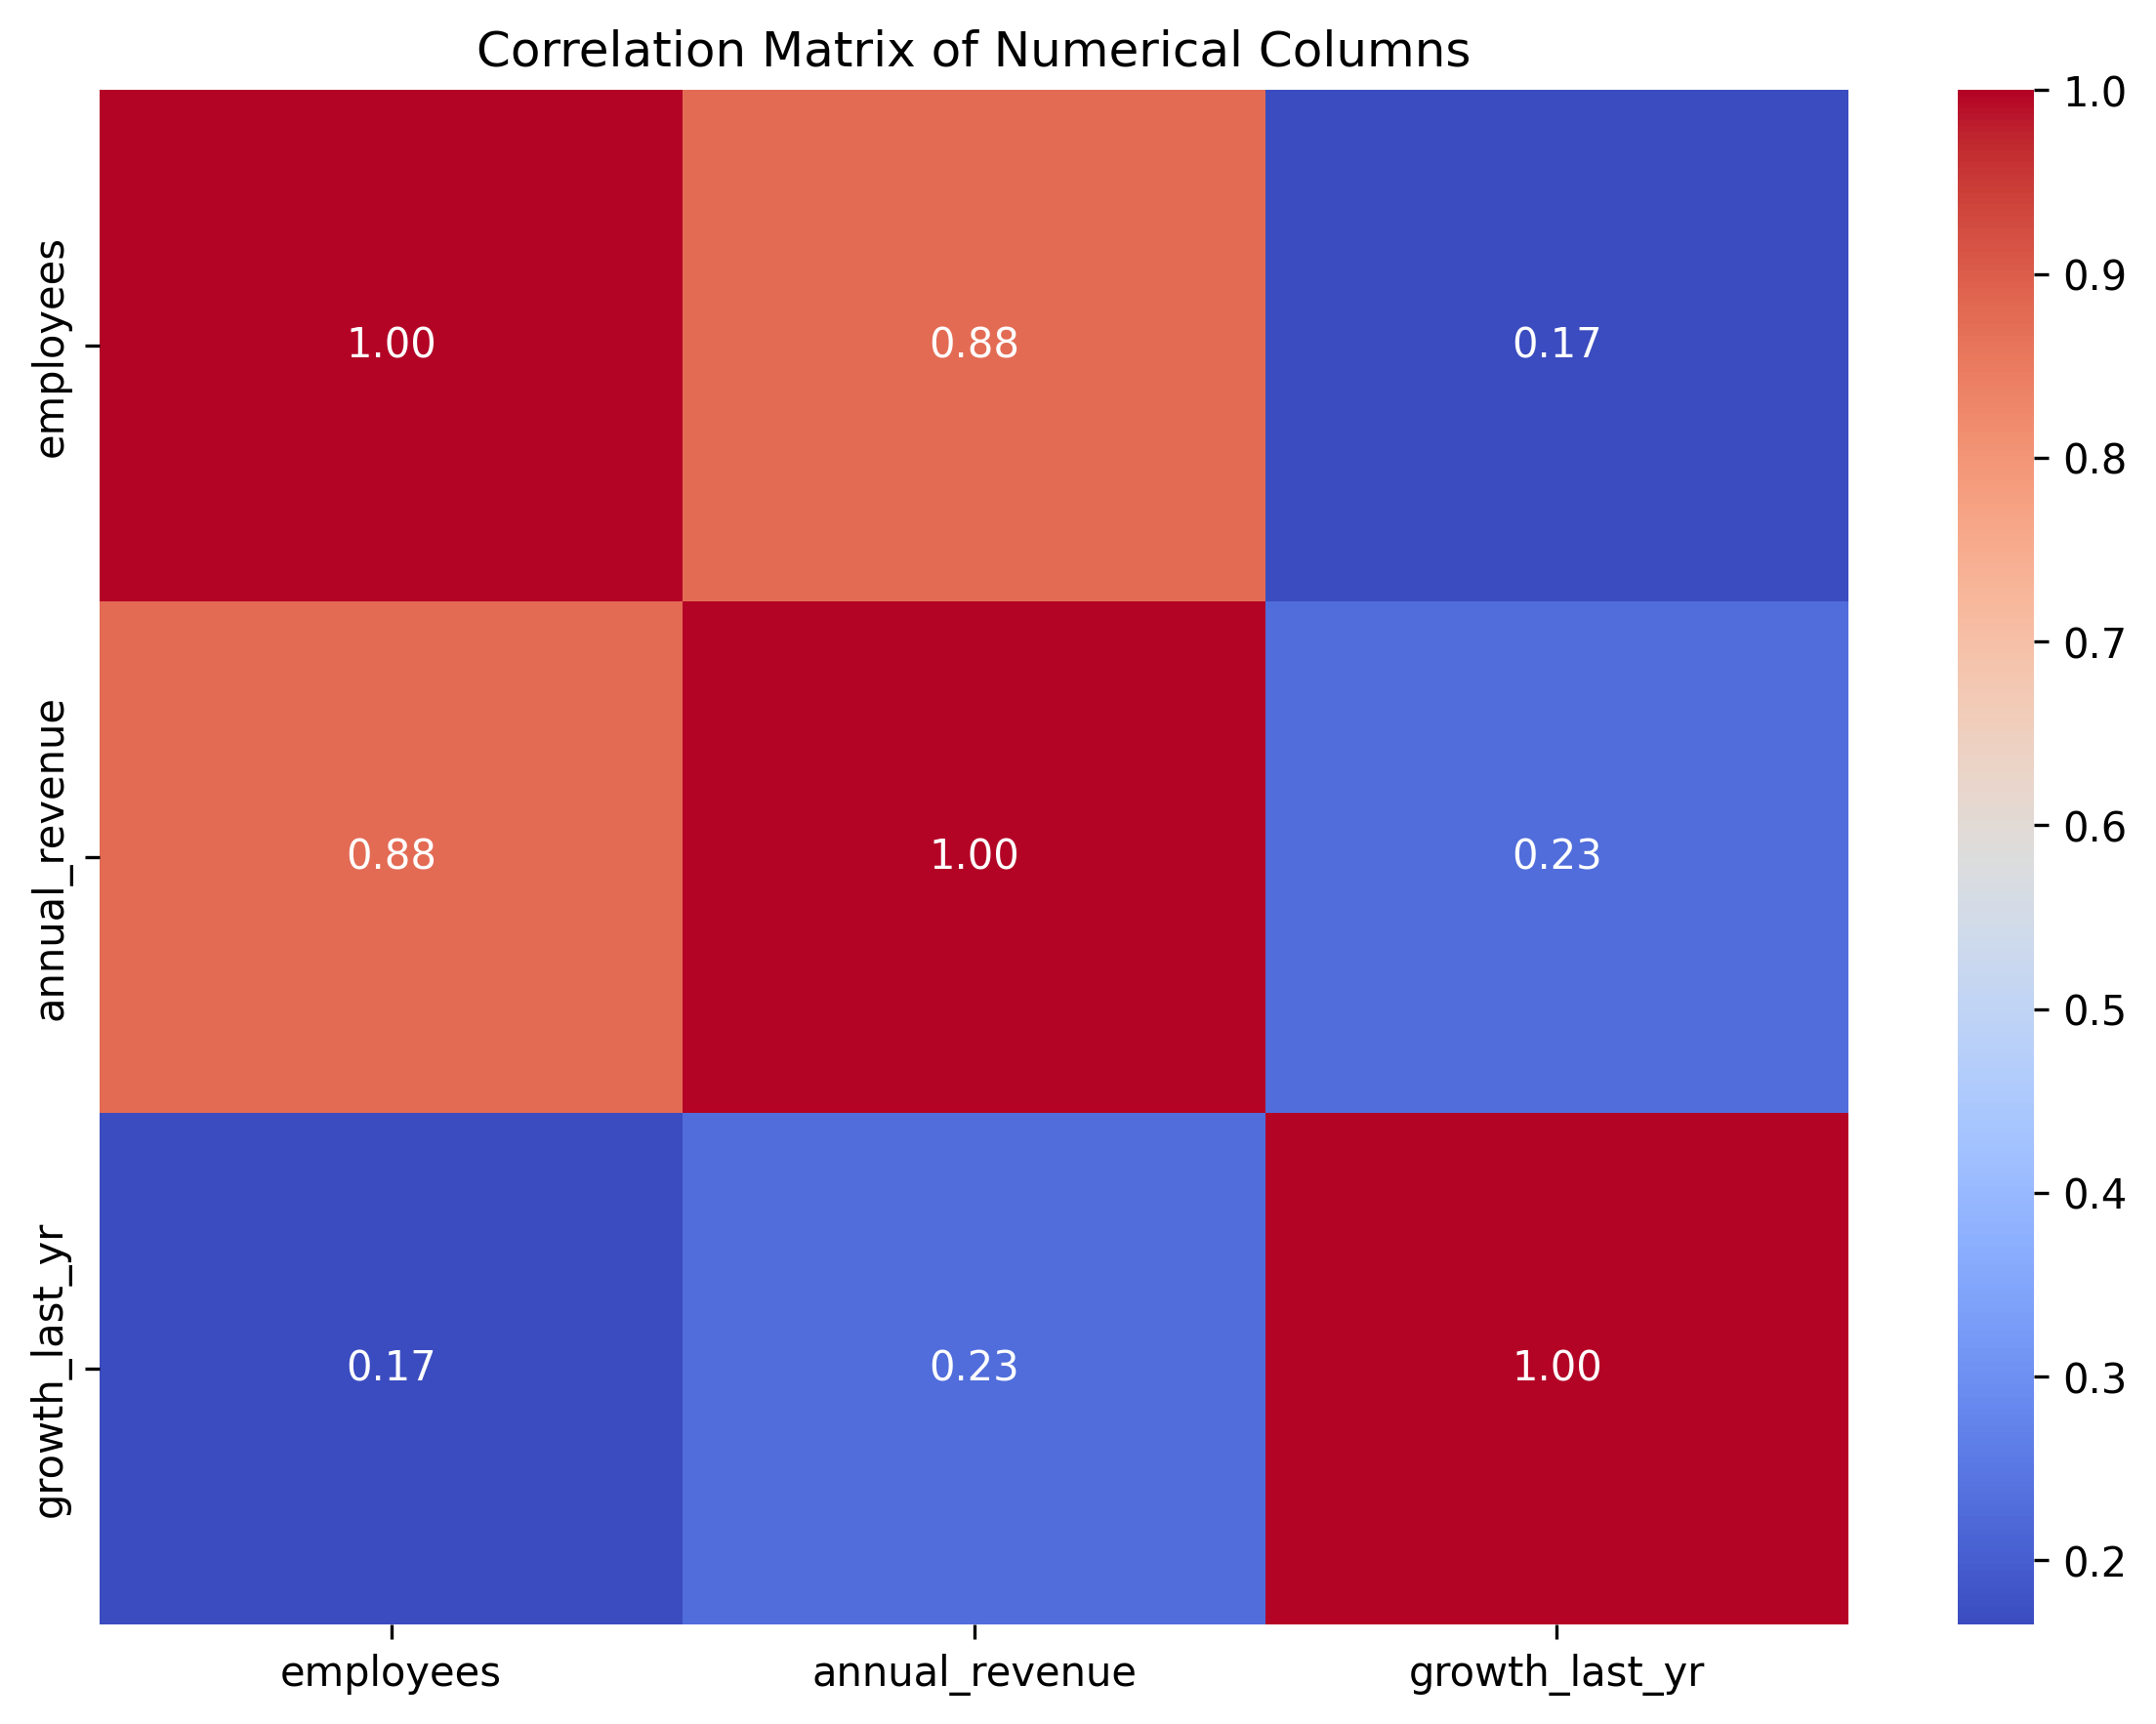 Correlation Matrix of Numerical Columns
employees
1.00
0.88
0.17
annual_revenue
0.88
1.00
0.23
growth_last_yr
0.17
0.23
1.00
employees
annual_revenue
growth_last_yr
1.0
0.9
0.8
0.7
0.6
0.5
0.4
0.3
0.2